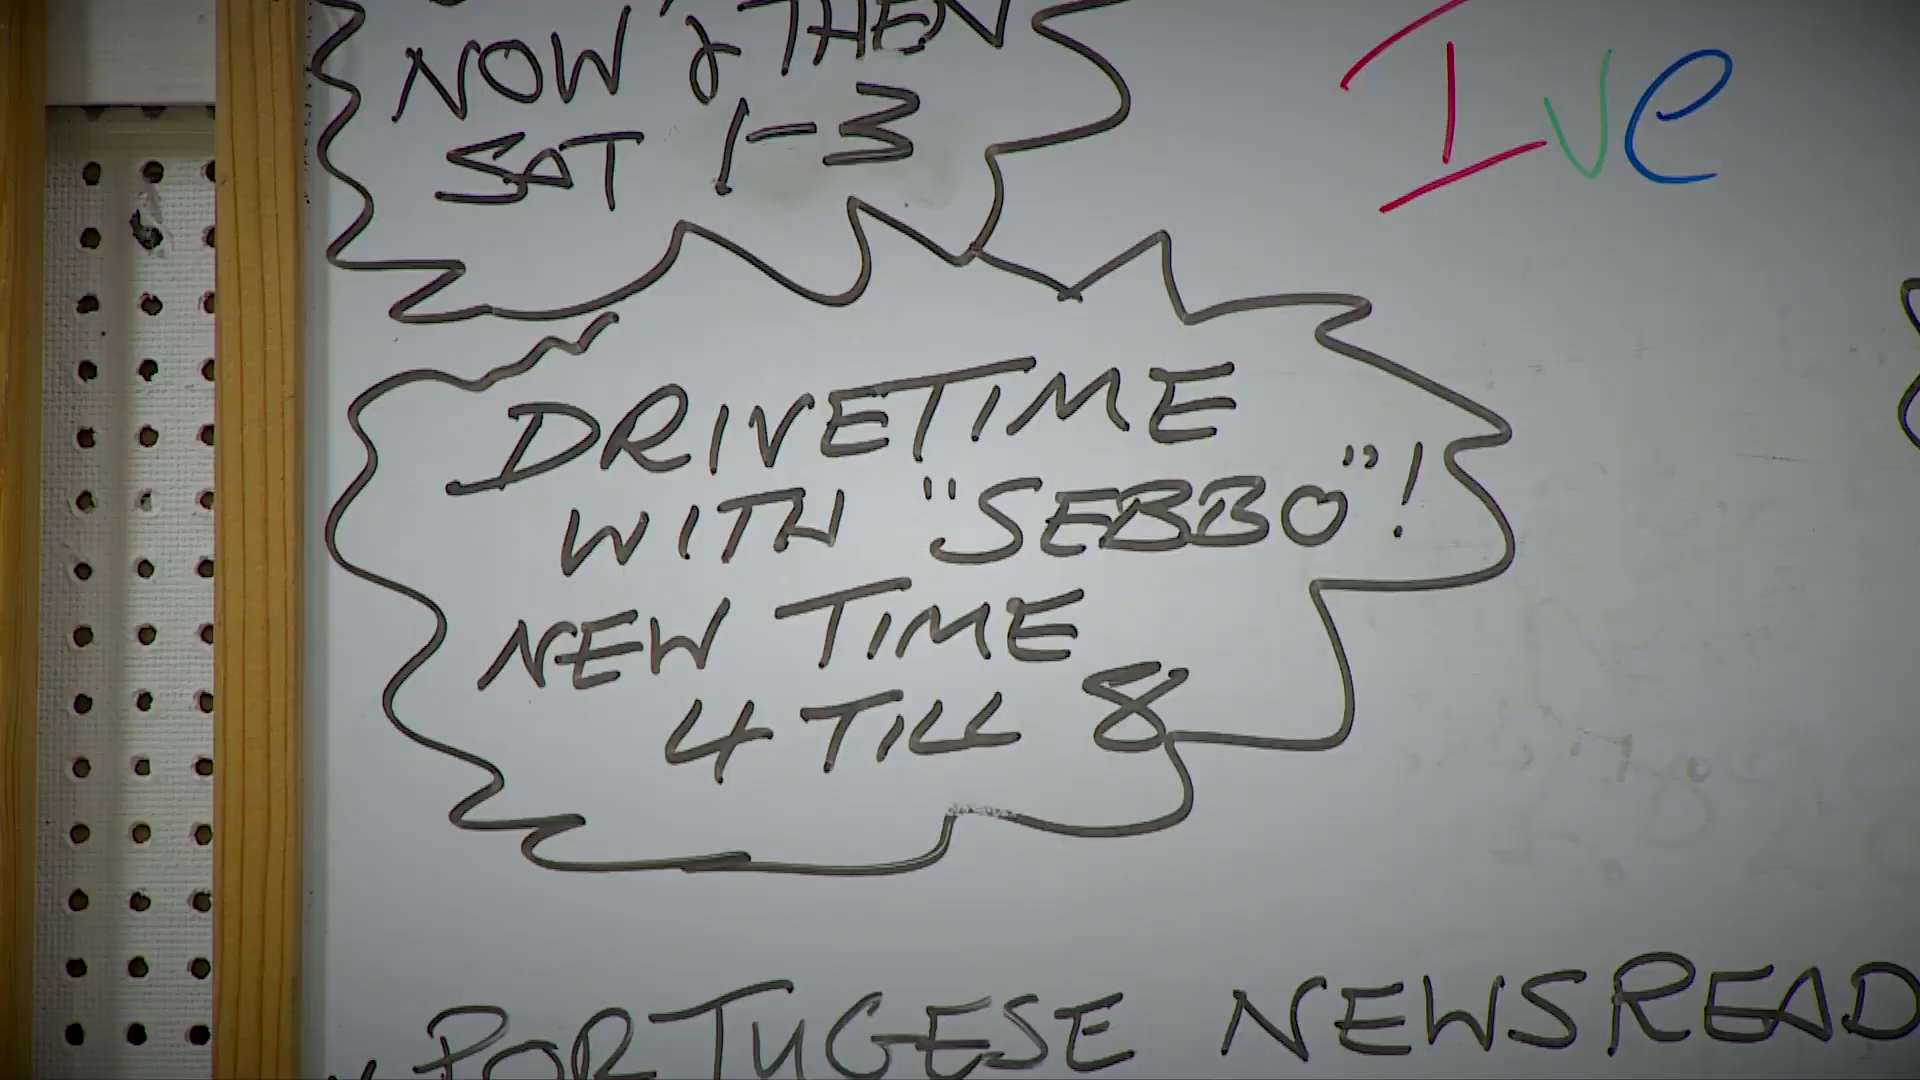 NOW & THEN
SAT 1-3
Ive
DRIVETIME
WITH "SEBBO"!
NEW TIME
4 TILL 8
PORTUGESE NEWSREAD